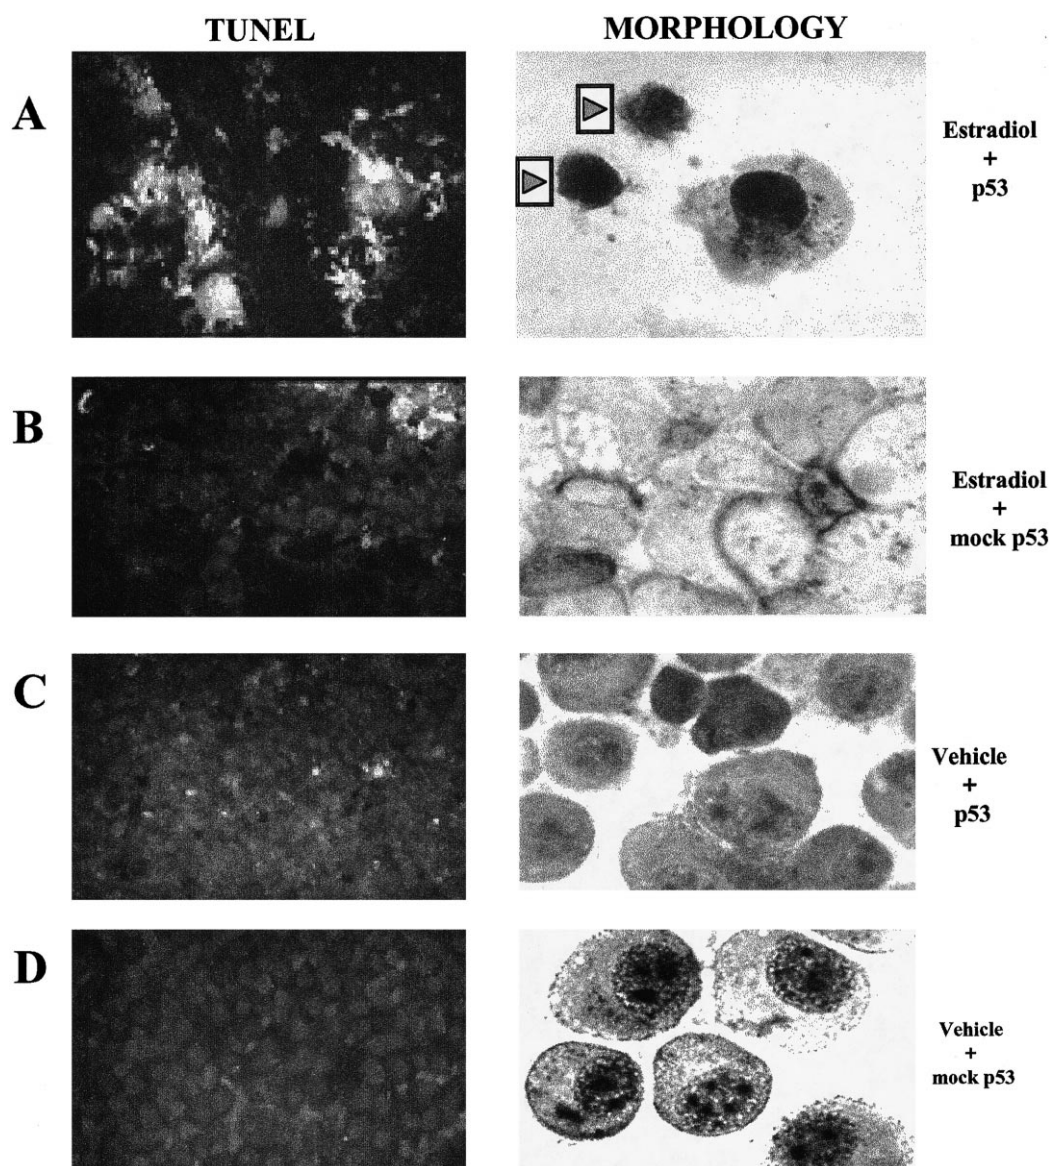 TUNEL
MORPHOLOGY
A
Estradiol
+
p53
B
Estradiol
+
mock p53
C
Vehicle
+
p53
D
Vehicle
+
mock p53